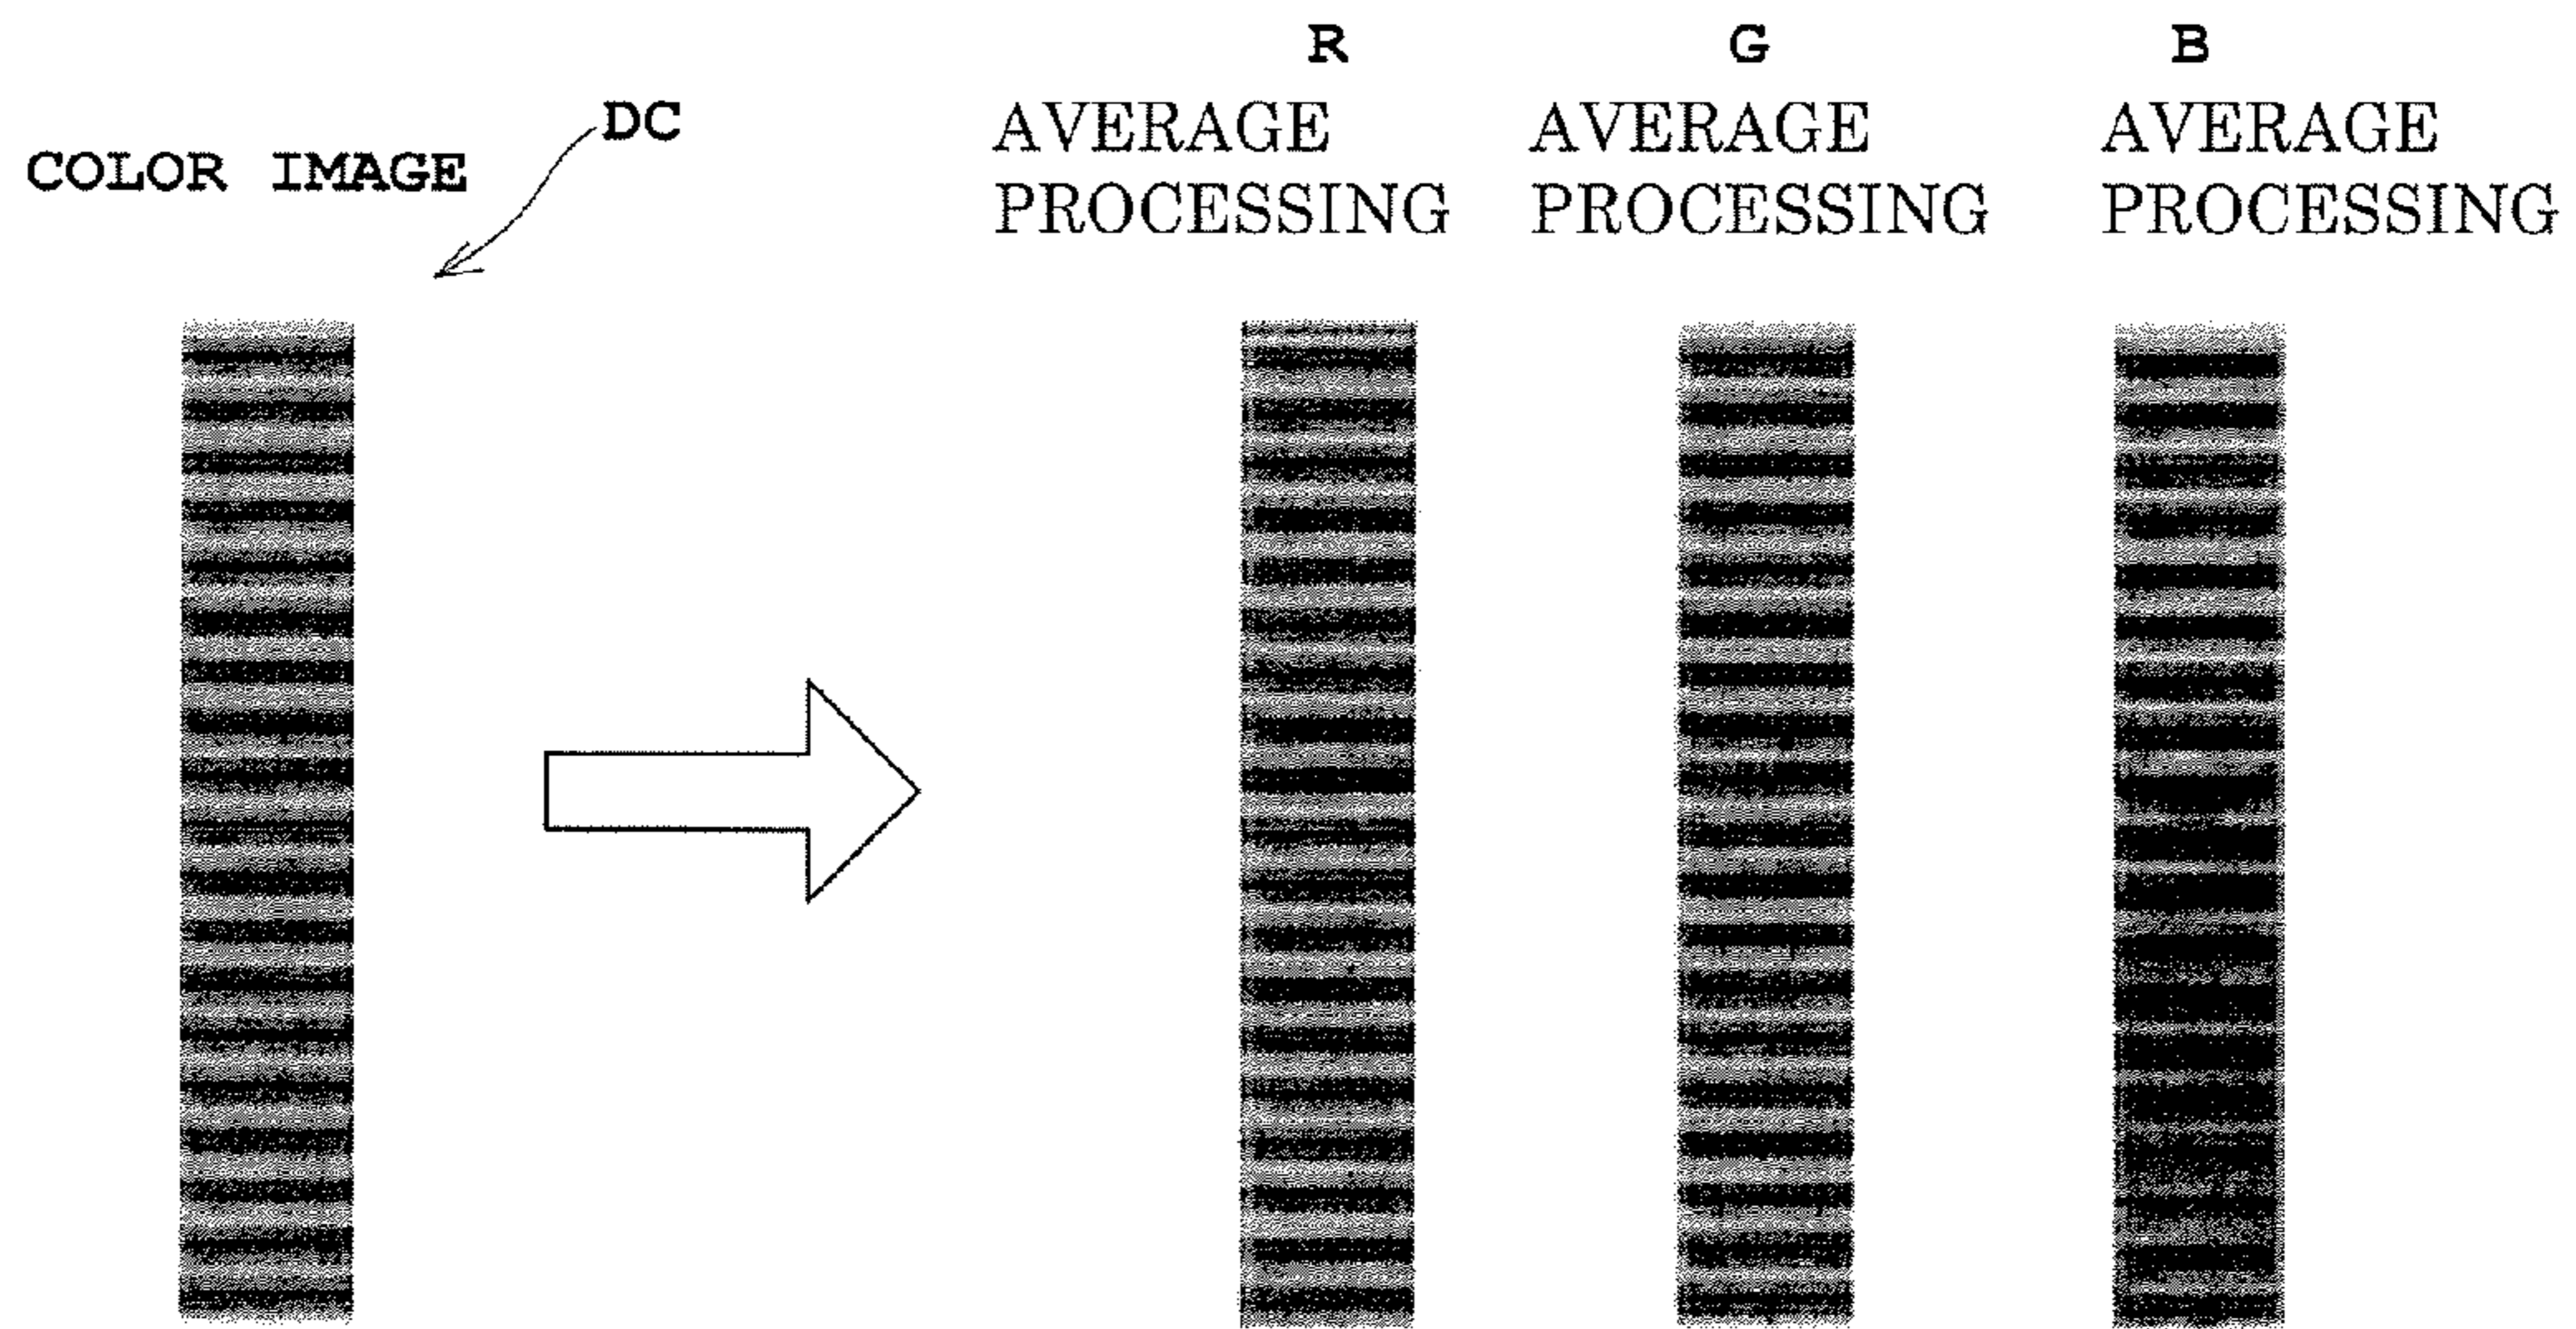 COLOR IMAGE
DC
R
AVERAGE
PROCESSING
G
AVERAGE
PROCESSING
B
AVERAGE
PROCESSING